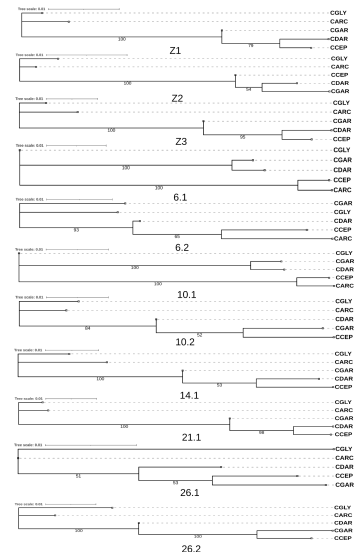 Tree scale: 0.01
CGLY
CARC
CGAR
100
CDAR
79
CCEP
Z1
Tree scale: 0.01
CGLY
CARC
CCEP
100
CDAR
54
CGAR
Z2
Tree scale: 0.01
CGLY
CARC
CGAR
100
CDAR
95
CCEP
Z3
Tree scale: 0.01
CGLY
CGAR
100
CDAR
CCEP
100
CARC
6.1
Tree scale: 0.01
CGAR
CGLY
CDAR
93
CCEP
65
CARC
6.2
Tree scale: 0.01
CGLY
CGAR
100
CDAR
CCEP
100
CARC
10.1
Tree scale: 0.01
CGLY
CARC
CDAR
84
CGAR
52
CCEP
10.2
Tree scale: 0.01
CGLY
CARC
CGAR
100
CDAR
53
CCEP
14.1
Tree scale: 0.01
CGLY
CARC
CGAR
100
CDAR
98
CCEP
21.1
Tree scale: 0.01
CGLY
CARC
CDAR
51
CCEP
53
CGAR
26.1
Tree scale: 0.01
CGLY
CARC
CDAR
100
CGAR
100
CCEP
26.2